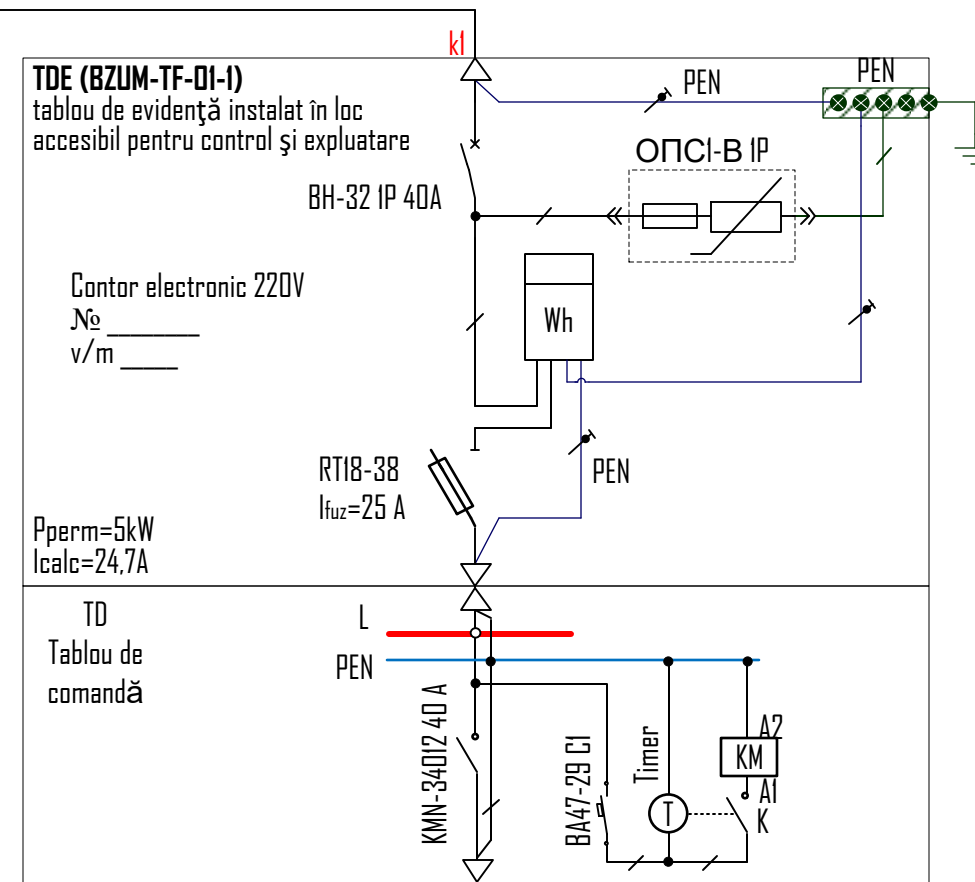 k1
TDE (BZUM-TF-01-1)
tablou de evidenţă instalat în loc
accesibil pentru control şi expluatare
PEN
PEN
ОПС1-В 1Р
BH-32 1P 40A
Contor electronic 220V
№ ________
v/m _____
Wh
RT18-38
Ifuz=25 A
PEN
Pperm=5kW
Icalc=24,7A
TD
Tablou de
comandă
L
PEN
KMN-34012 40 A
BA47-29 C1
Timer
T
A2
KM
A1
K